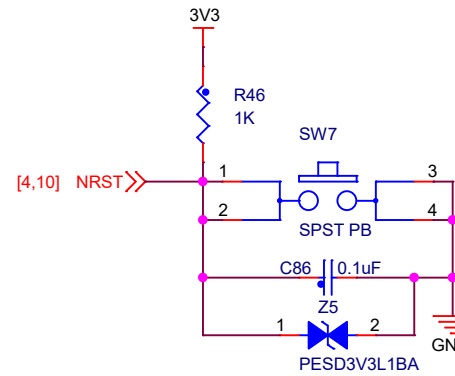 3V3
R46
1K
SW7
[4,10] NRST
1
3
2
4
SPST PB
C86
0.1uF
Z5
1
2
GN
PESD3V3L1BA